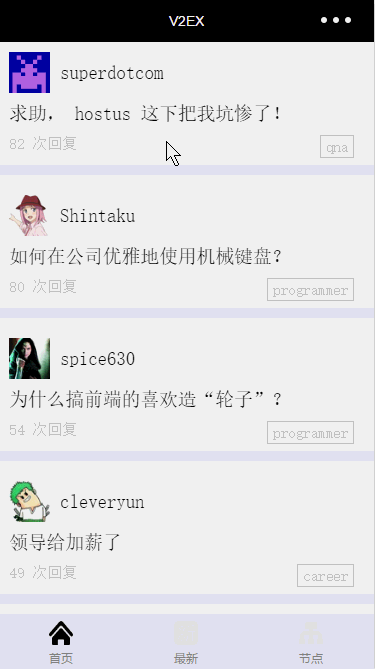 V2EX
superdotcom
求助， hostus 这下把我坑惨了！
82 次回复
qna
Shintaku
如何在公司优雅地使用机械键盘？
80 次回复
programmer
spice630
为什么搞前端的喜欢造“轮子”？
54 次回复
programmer
cleveryun
领导给加薪了
49 次回复
career
首页 最新 节点